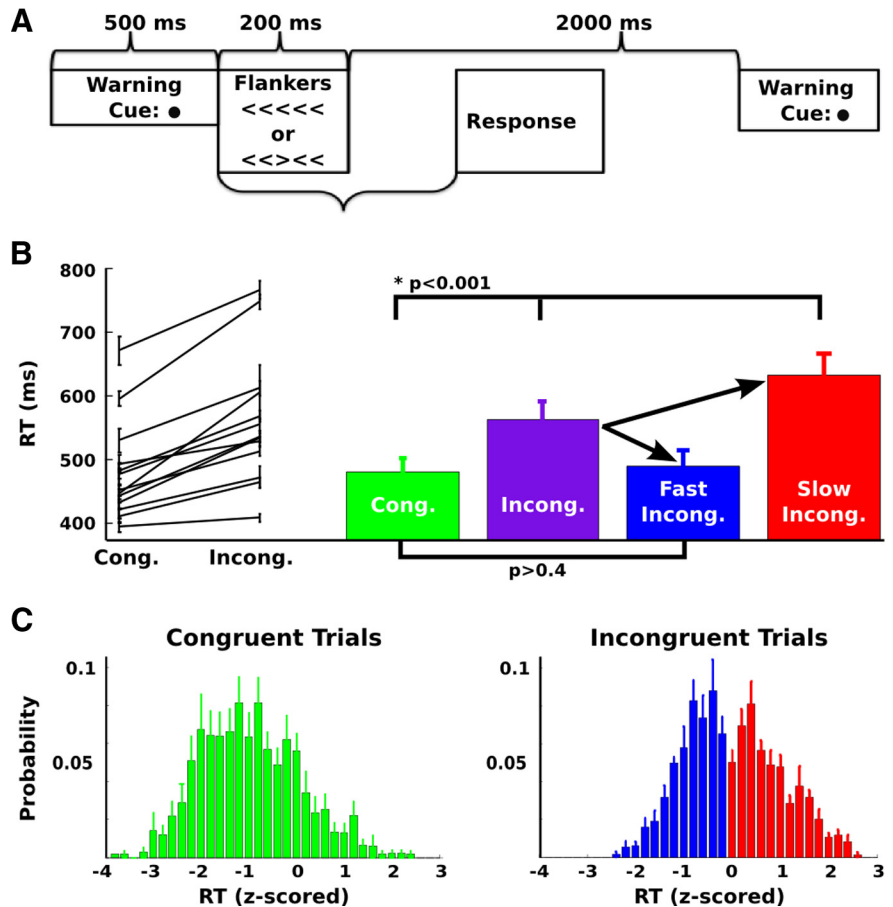 A
500 ms 200 ms 2000 ms
Warning
Cue: ●
Flankers
<<<<<
or
<<><<
Response
Warning
Cue: ●
B
RT (ms)
800
700
600
500
400
Cong. Incong.
* p<0.001
Cong.
Incong.
Fast
Incong.
Slow
Incong.
p>0.4
C
Congruent Trials
Probability
0.1
0.05
-4 -3 -2 -1 0 1 2 3
RT (z-scored)
Incongruent Trials
0.1
0.05
-4 -3 -2 -1 0 1 2 3
RT (z-scored)